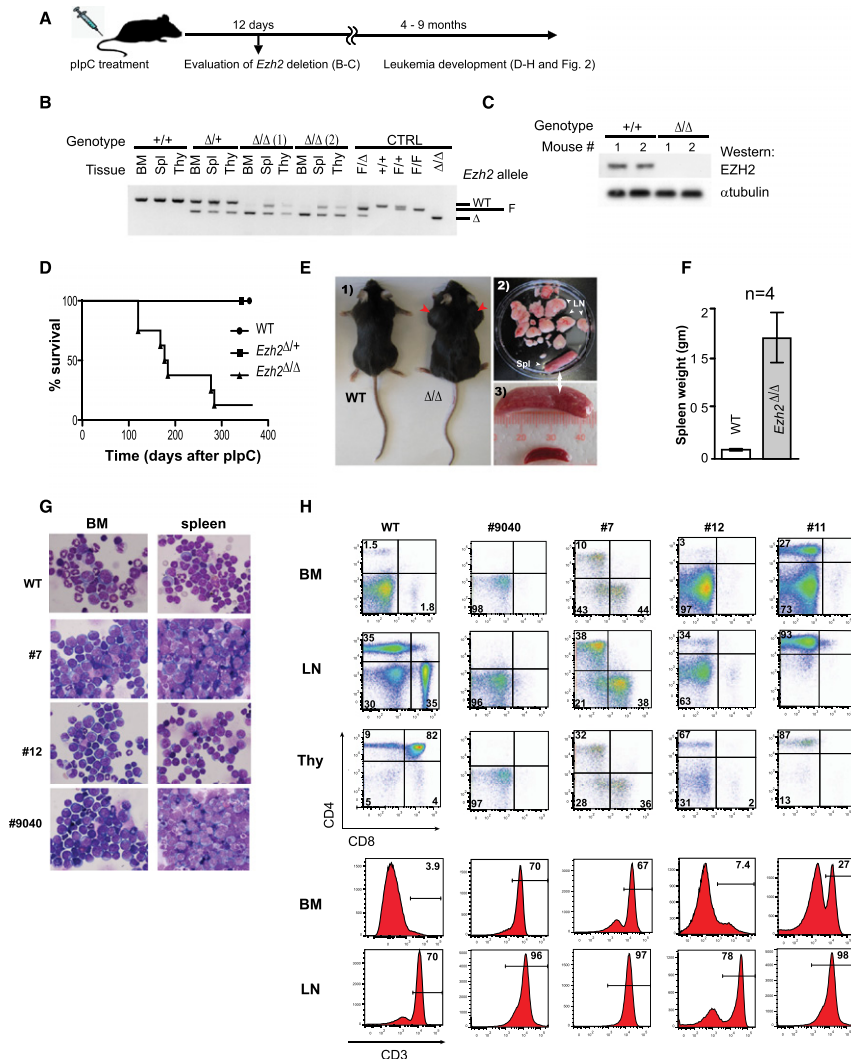 A
12 days
4 - 9 months
pIpC treatment
Evaluation of Ezh2 deletion (B-C)
Leukemia development (D-H and Fig. 2)
B
Genotype +/+ Δ/+ Δ/Δ (1) Δ/Δ (2) CTRL
Tissue BM Spl Thy BM Spl Thy BM Spl Thy BM Spl Thy F/Δ +/+ F/+ F/F Δ/Δ
Ezh2 allele
WT
F
Δ
C
Genotype +/+ Δ/Δ
Mouse # 1 2 1 2
Western:
EZH2
αtubulin
D
% survival
100
50
0
0 100 200 300 400
Time (days after pIpC)
WT
Ezh2Δ/+
Ezh2Δ/Δ
E
1)
WT
Δ/Δ
2)
LN
Spl
3)
30 40
F
n=4
Spleen weight (gm)
2
1 5
1
0 5
0
WT
Ezh2Δ/Δ
G
BM spleen
WT
#7
#12
#9040
H
WT #9040 #7 #12 #11
BM
1.5
1.8
98
10
43 44
3
97
27
73
LN
35
30 35
96
38
21 38
34
63
93
Thy
9 82
5 4
97
32
28 36
67
31 2
87
13
CD4
CD8
BM
3.9 70 67 7.4 27
LN
70 96 97 78 98
CD3